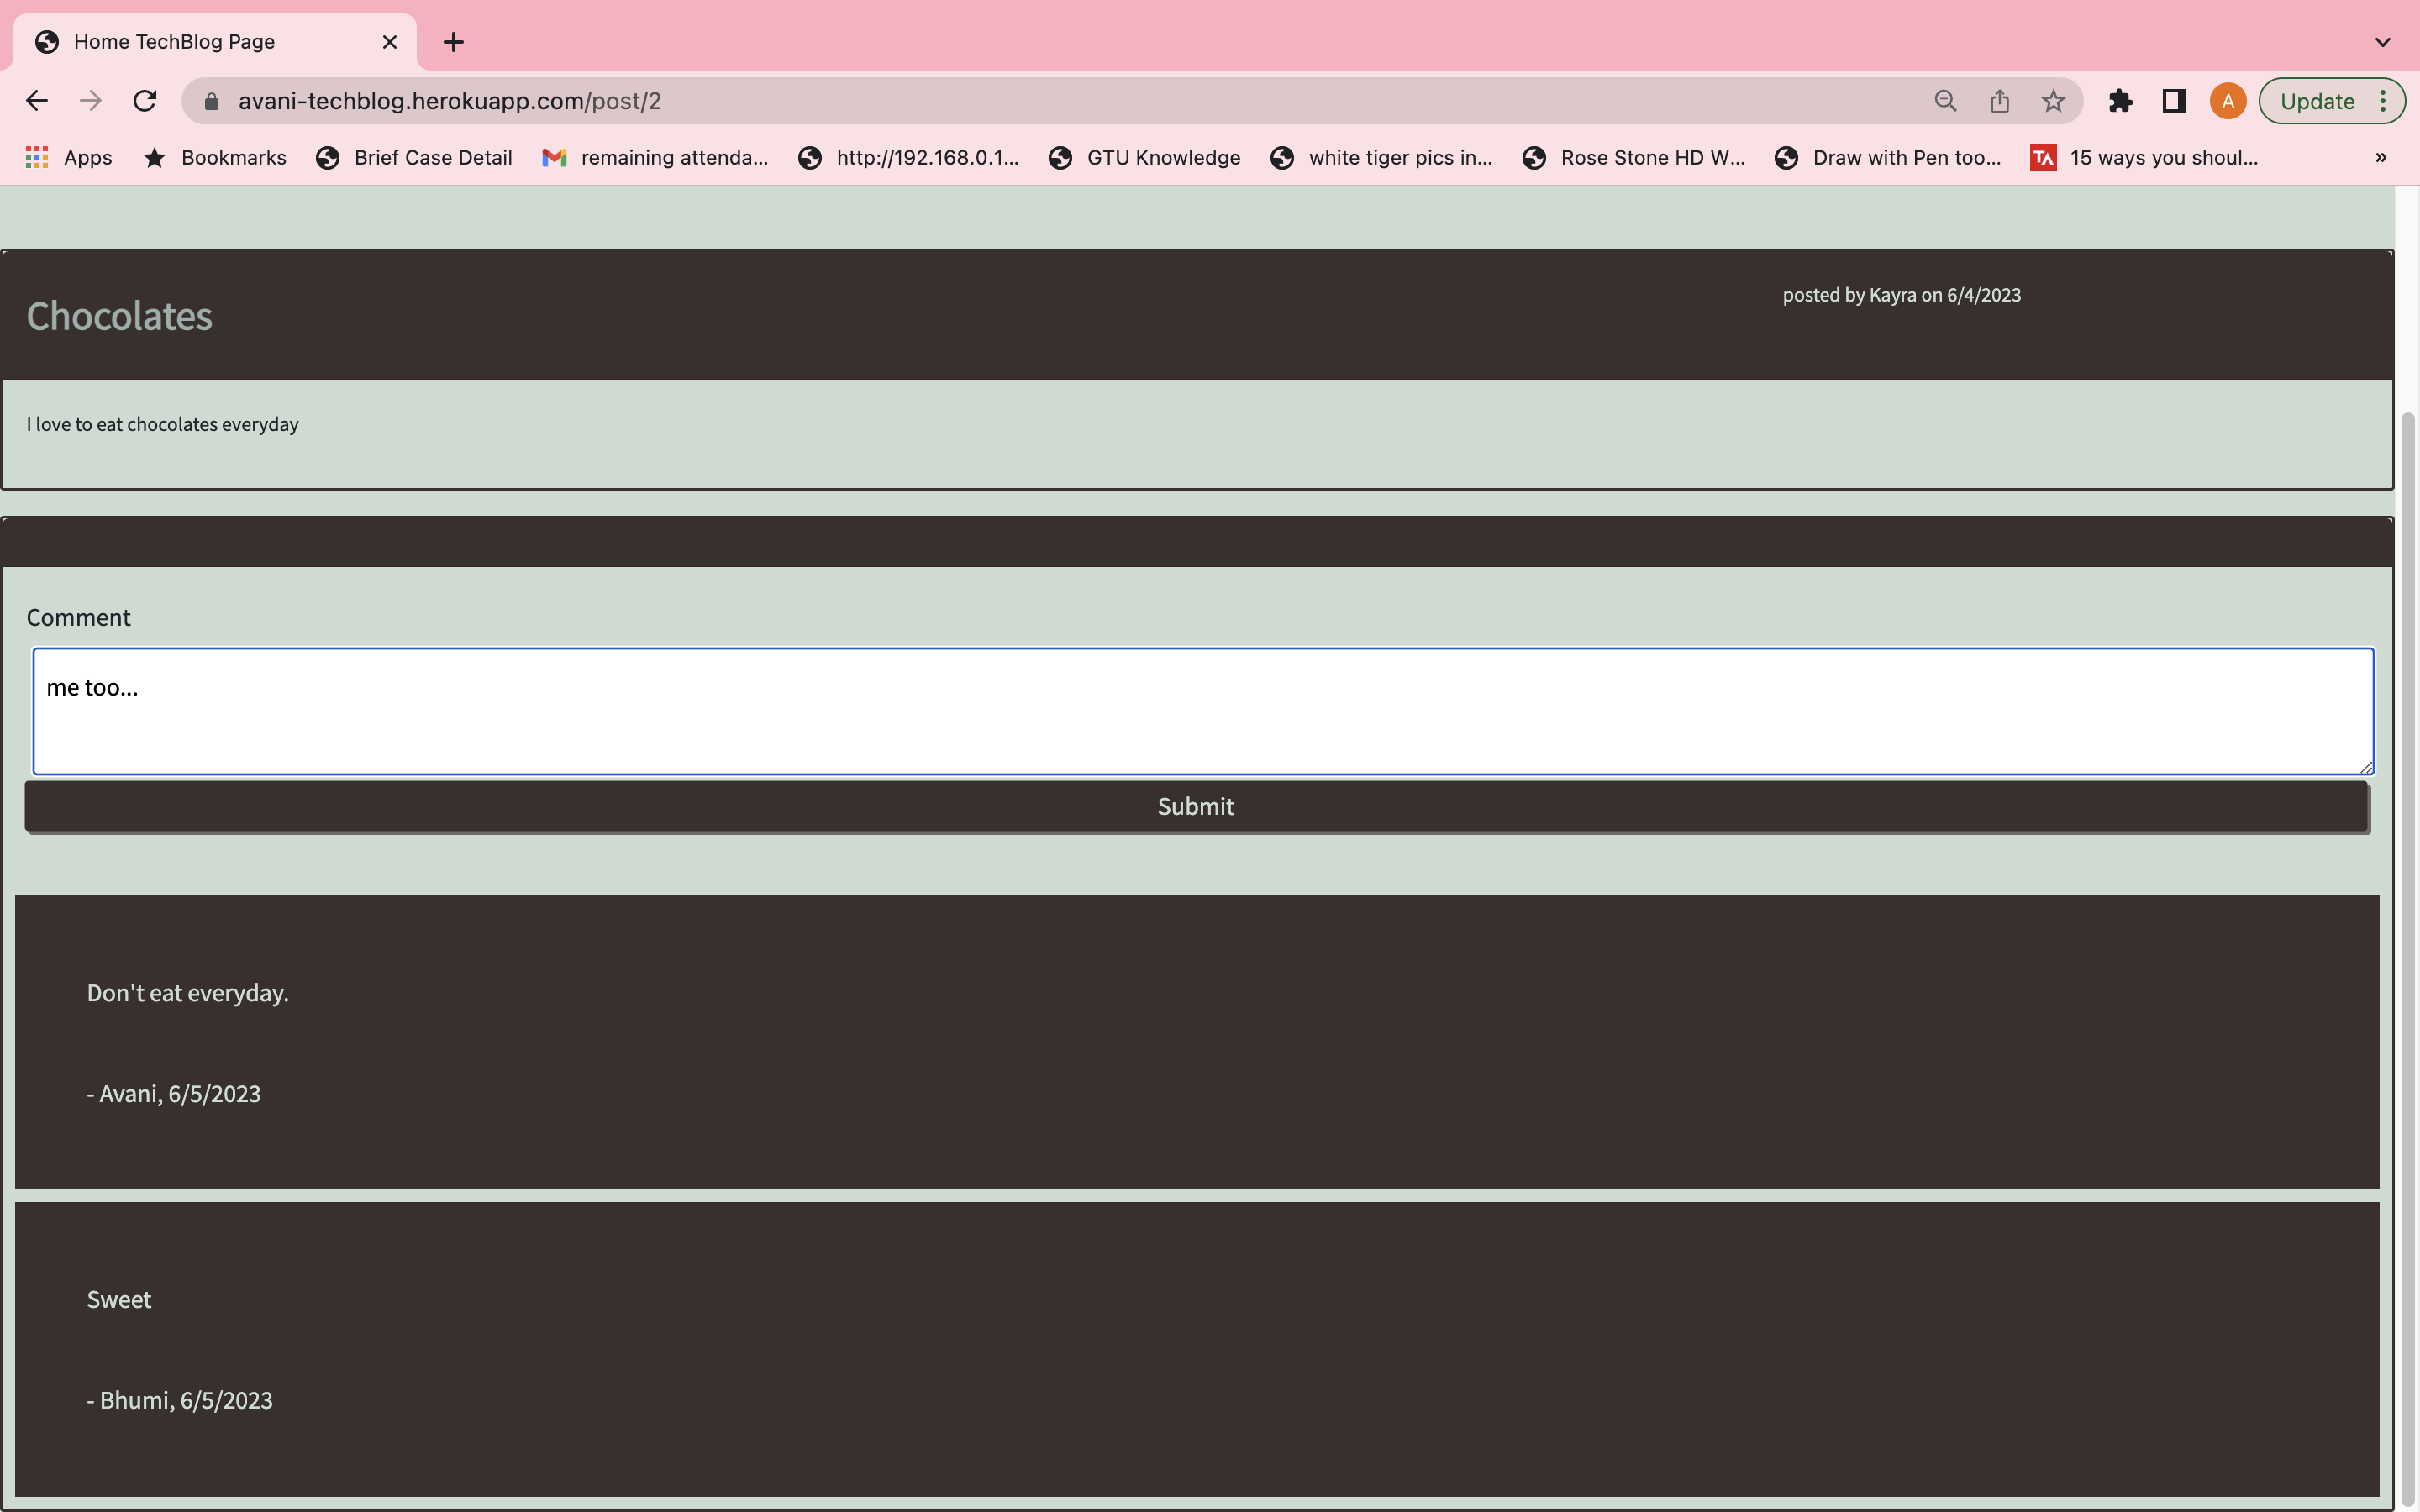 Home TechBlog Page
avani-techblog.herokuapp.com/post/2
A
Update
Apps
Bookmarks
Brief Case Detail
remaining attenda...
http://192.168.0.1...
GTU Knowledge
white tiger pics in...
Rose Stone HD W...
Draw with Pen too...
TA
15 ways you shoul...
»
Chocolates
posted by Kayra on 6/4/2023
I love to eat chocolates everyday
Comment
me too...
Submit
Don't eat everyday.
- Avani, 6/5/2023
Sweet
- Bhumi, 6/5/2023